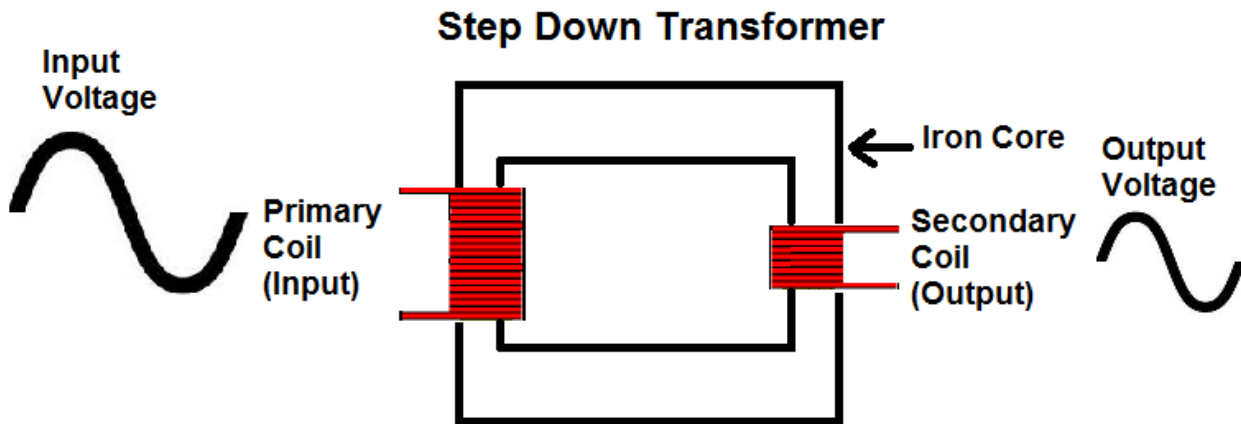 Step Down Transformer
Input
Voltage
Primary
Coil
(Input)
Iron Core
Secondary
Coil
(Output)
Output
Voltage